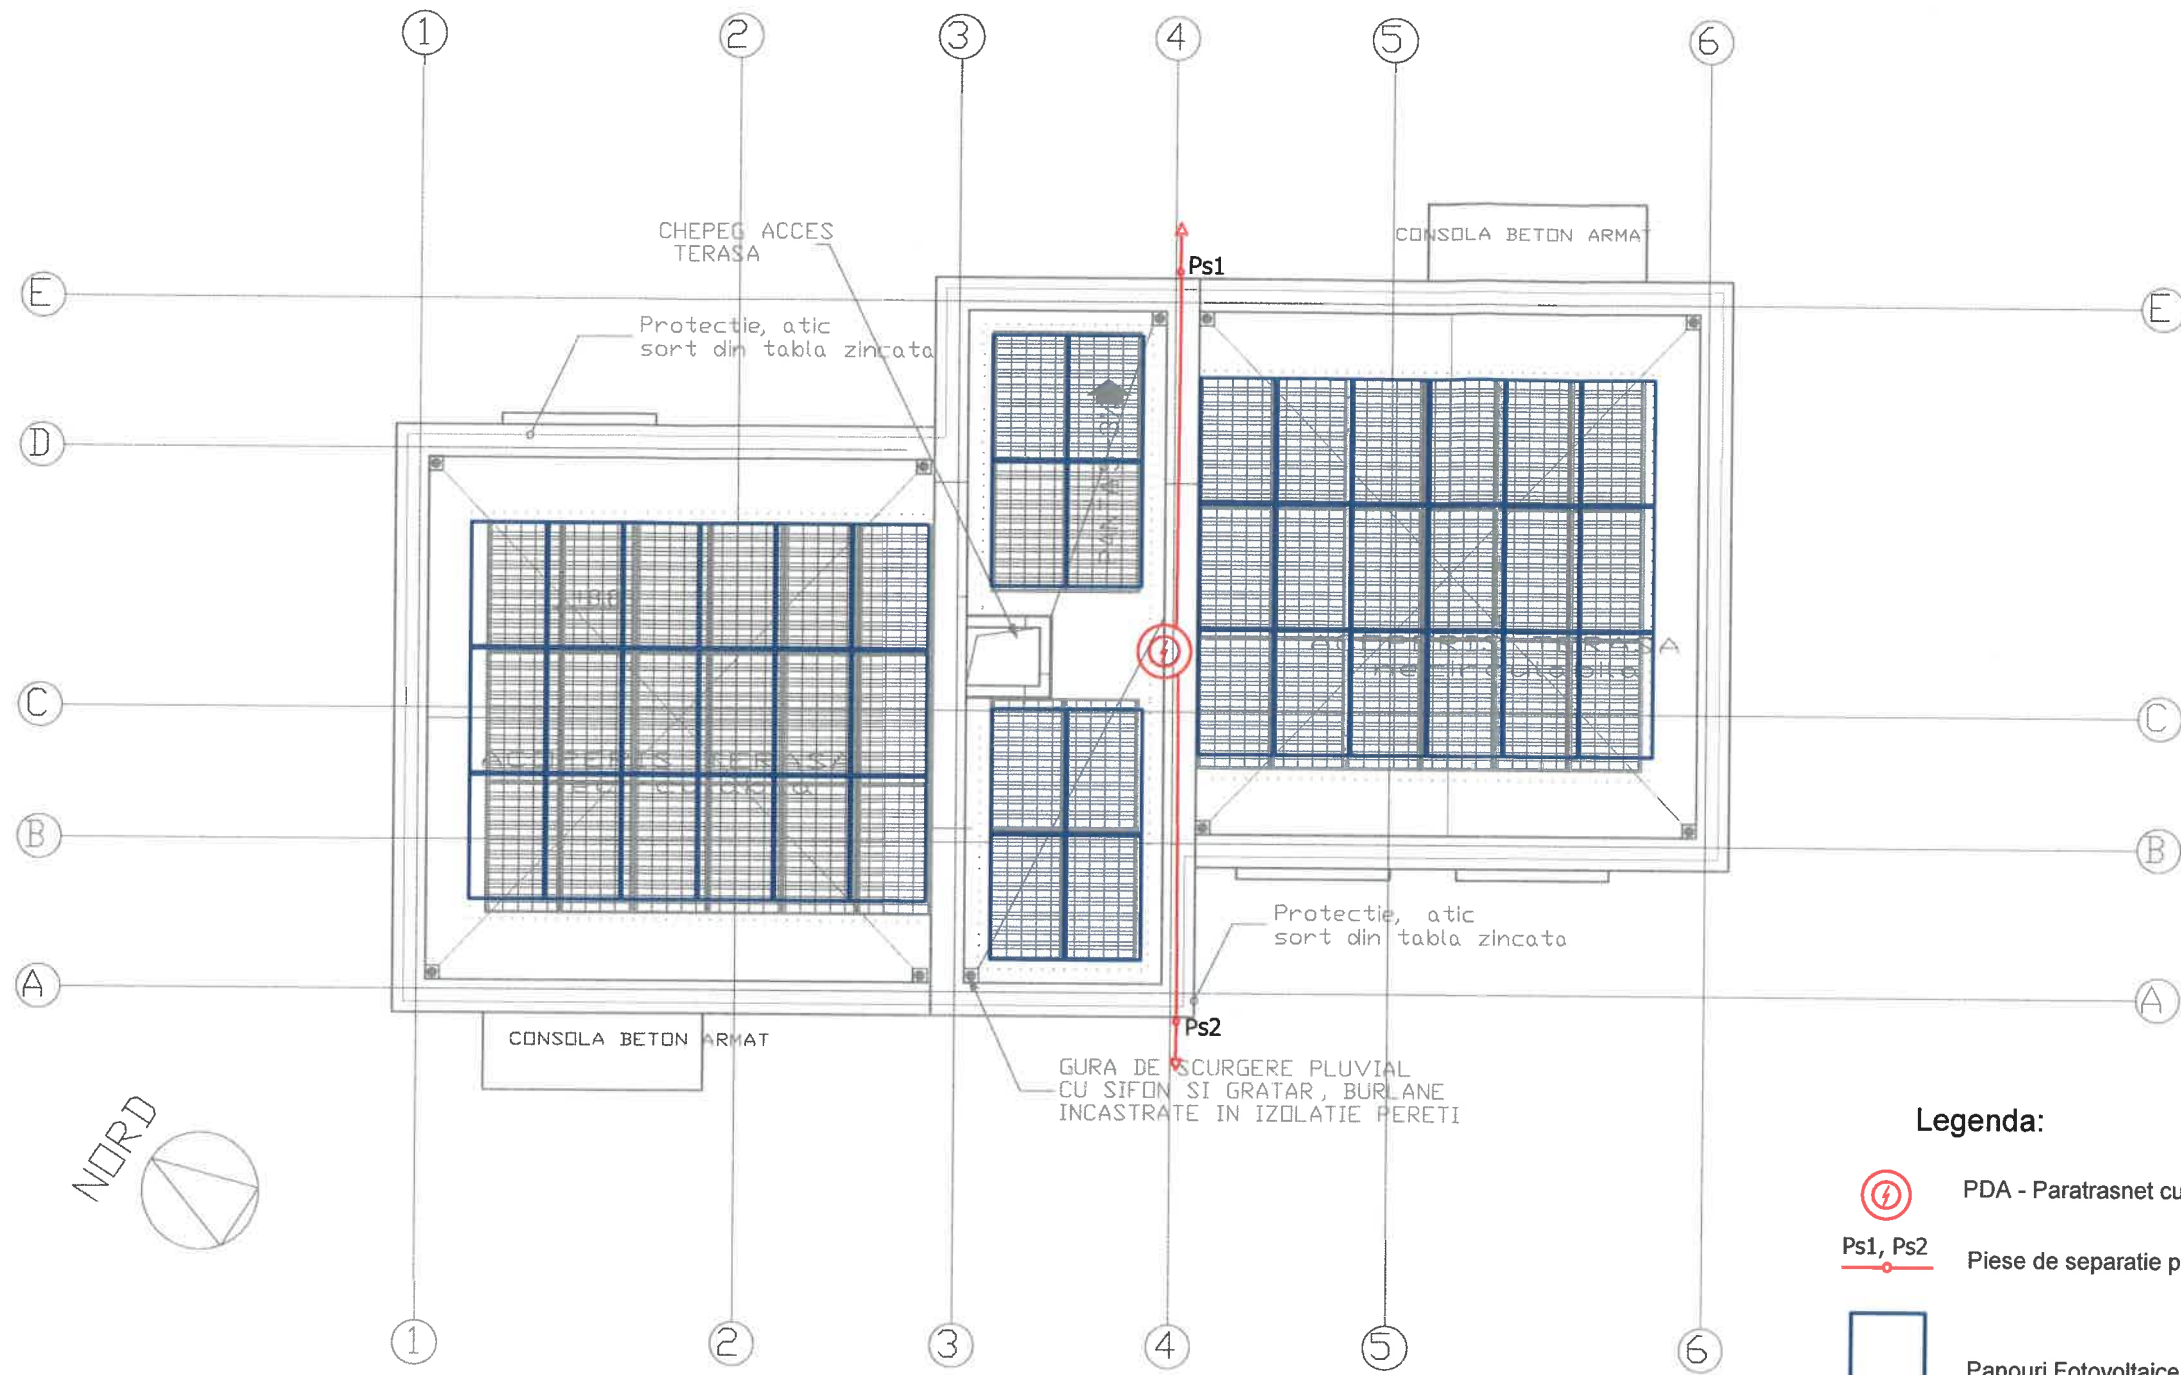 1 2 3 4 5 6
CHEPEG ACCES
TERASA
CONSOLA BETON ARMAT
Ps1
E E
Protectie, atic
sort din tabla zincata
D
C C
B B
Protectie, atic
sort din tabla zincata
A A
Ps2
CONSOLA BETON ARMAT
GURA DE SCURGERE PLUVIAL
CU SIFON SI GRATAR, BURLANE
INCASTRATE IN IZOLATIE PERETI
NORD
Legenda:
PDA - Paratrasnet cu
Ps1, Ps2
Piese de separatie p
Panouri Fotovoltaice
1 2 3 4 5 6